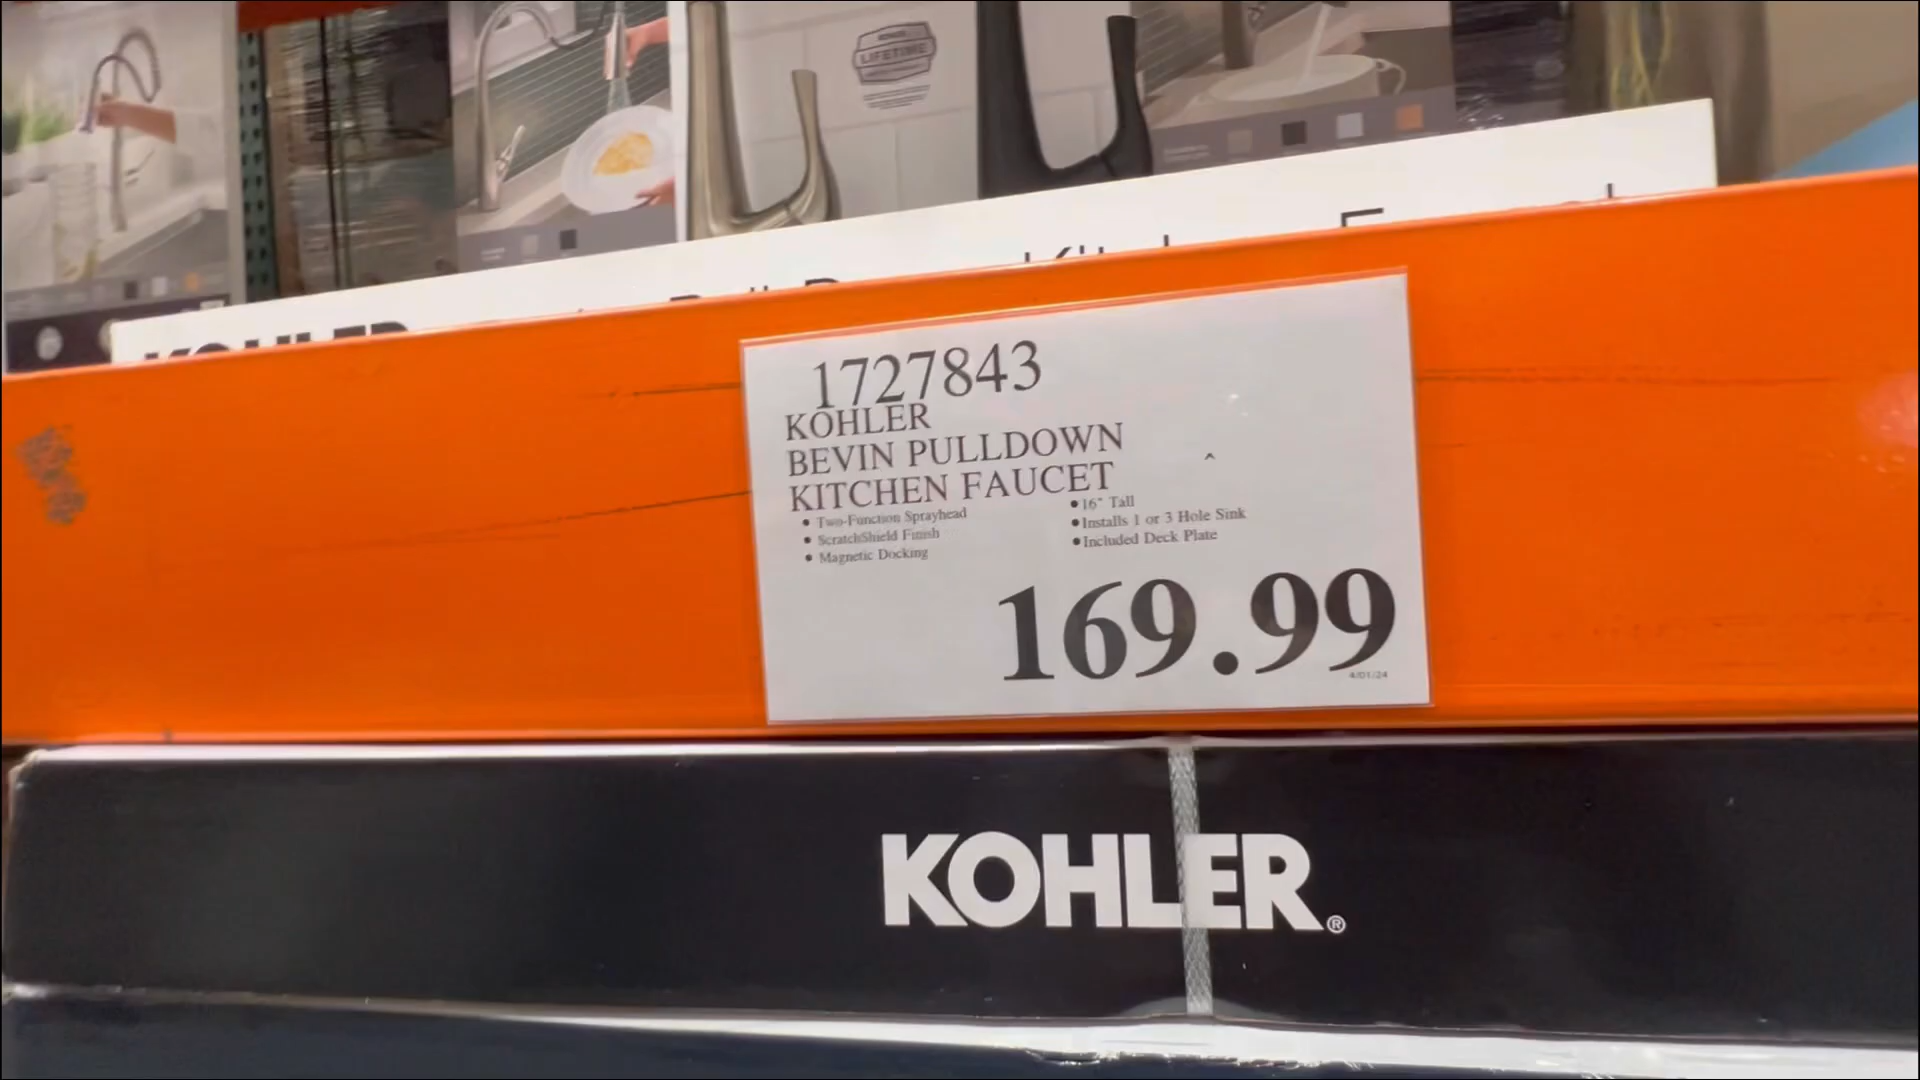 LIFETIME
1727843
KOHLER
BEVIN PULLDOWN
KITCHEN FAUCET
• Two-Function Sprayhead
• ScratchShield Finish
• Magnetic Docking
• 16" Tall
• Installs 1 or 3 Hole Sink
• Included Deck Plate
169.99
4/01/24
KOHLER®